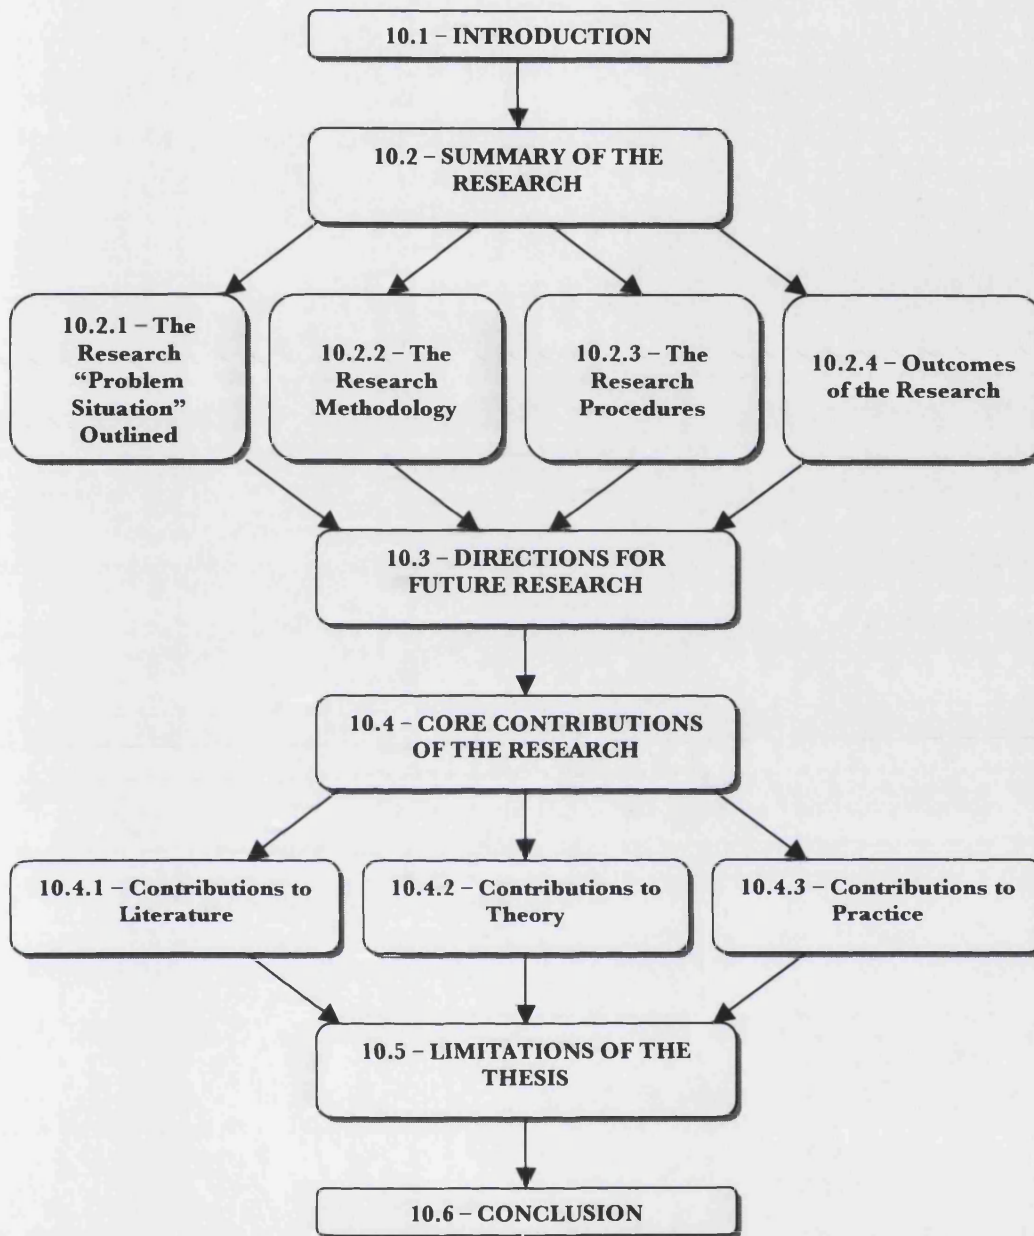 10.1 – INTRODUCTION
10.2 – SUMMARY OF THE
RESEARCH
10.2.1 – The
Research
“Problem
Situation”
Outlined
10.2.2 – The
Research
Methodology
10.2.3 – The
Research
Procedures
10.2.4 – Outcomes
of the Research
10.3 – DIRECTIONS FOR
FUTURE RESEARCH
10.4 – CORE CONTRIBUTIONS
OF THE RESEARCH
10.4.1 – Contributions to
Literature
10.4.2 – Contributions to
Theory
10.4.3 – Contributions to
Practice
10.5 – LIMITATIONS OF THE
THESIS
10.6 – CONCLUSION